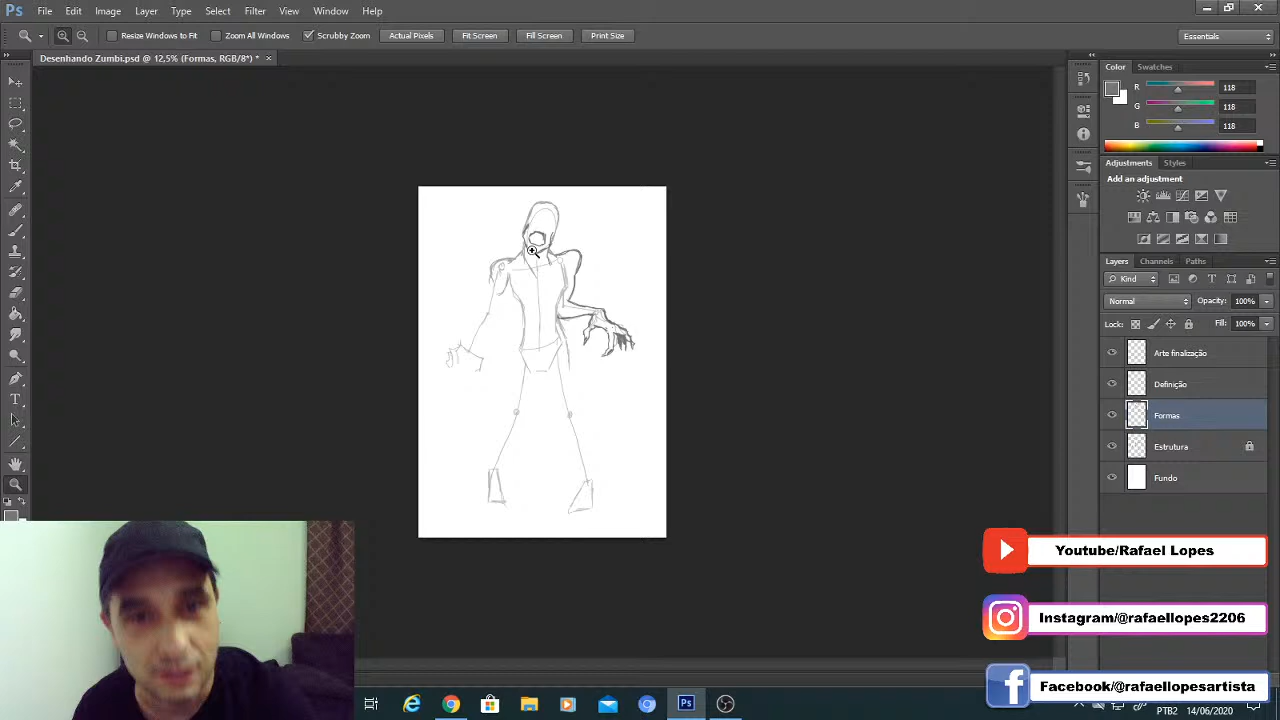 Ps File Edit Image Layer Type Select Filter View Window Help
Resize Windows to Fit Zoom All Windows Scrubby Zoom Actual Pixels Fit Screen Fill Screen Print Size Essentials
Desenhando Zumbi.psd @ 12,5% (Formas, RGB/8*) *
Color Swatches
R 118
G 118
B 118
Adjustments Styles
Add an adjustment
Layers Channels Paths
Kind
Normal Opacity: 100%
Lock: Fill: 100%
Arte finalização
Definição
Formas
Estrutura
Fundo
Youtube/Rafael Lopes
Instagram/@rafaellopes2206
Facebook/@rafaellopesartista
Ps
PTB2 14/06/2020